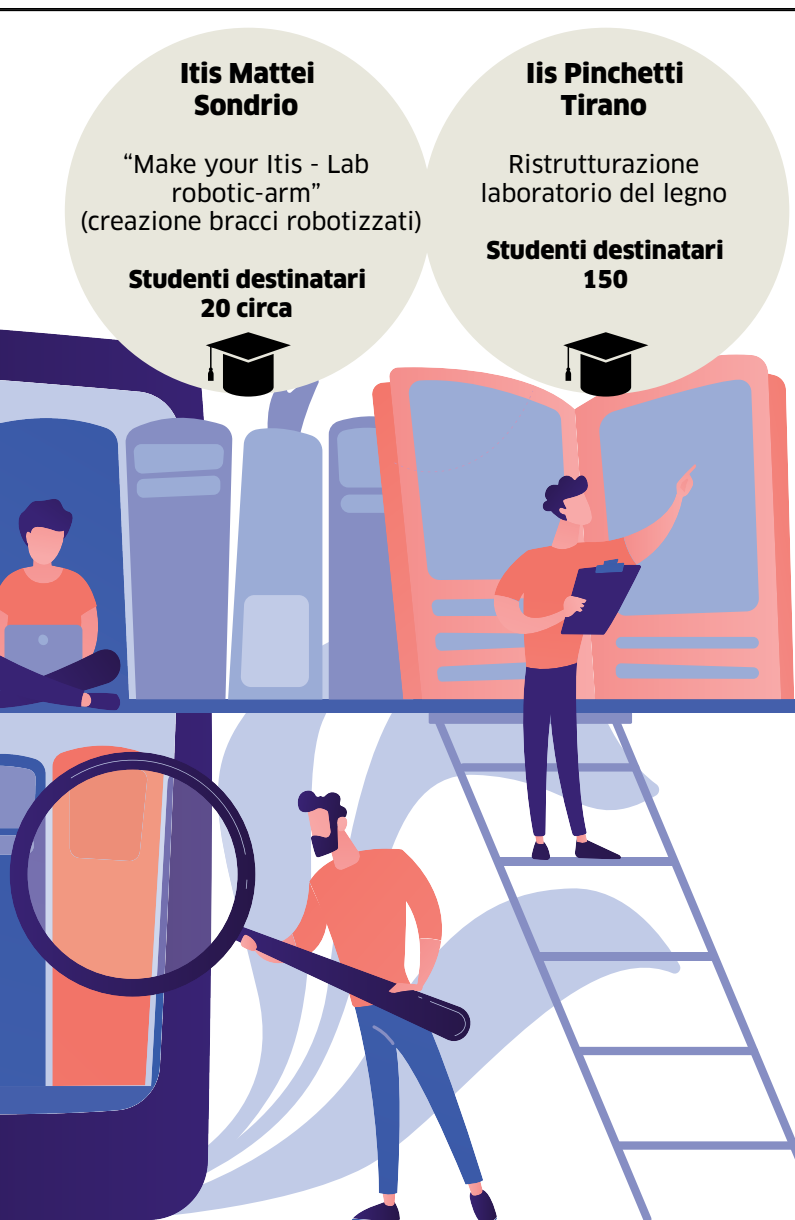 Itis Mattei
Sondrio
“Make your Itis - Lab
robotic-arm”
(creazione bracci robotizzati)
Studenti destinatari
20 circa
Iis Pinchetti
Tirano
Ristrutturazione
laboratorio del legno
Studenti destinatari
150